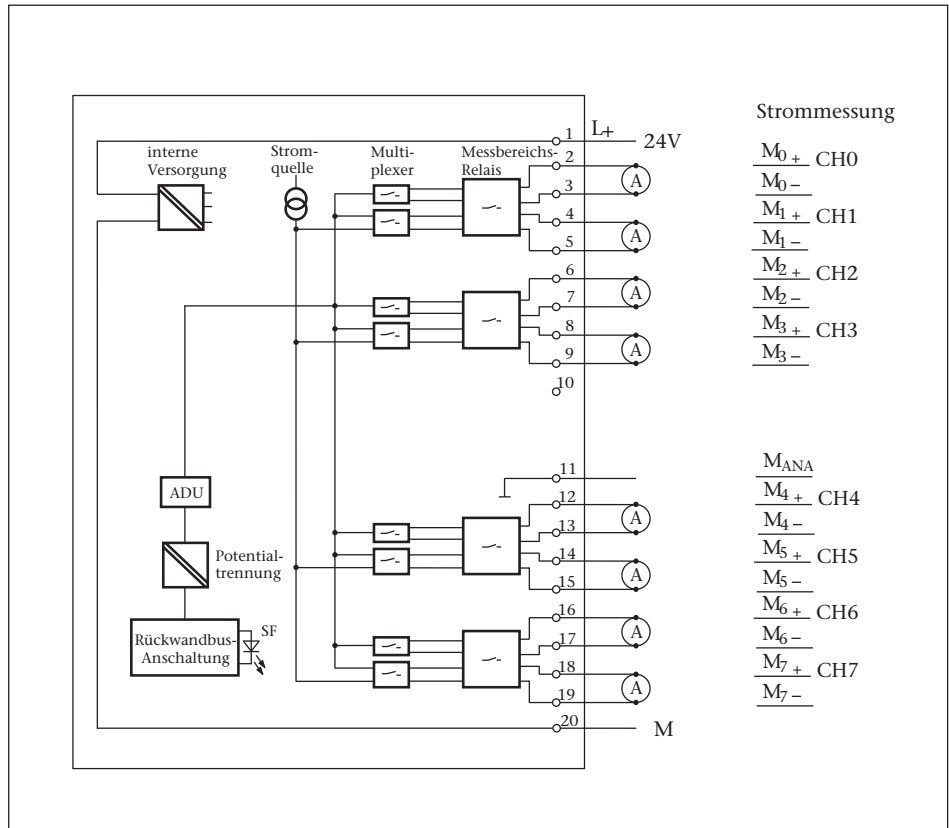 Strommessung
1 L+ 24V
interne Versorgung
Strom-
quelle
Multi-
plexer
Messbereichs-
Relais
2 A M0 + CH0
3 M0 –
4 A M1 + CH1
5 M1 –
6 A M2 + CH2
7 M2 –
8 A M3 + CH3
9 M3 –
10
11 MANA
12 A M4 + CH4
13 M4 –
14 A M5 + CH5
15 M5 –
16 A M6 + CH6
17 M6 –
18 A M7 + CH7
19 M7 –
20 M
ADU
Potential-
trennung
Rückwandbus-
Anschaltung
SF